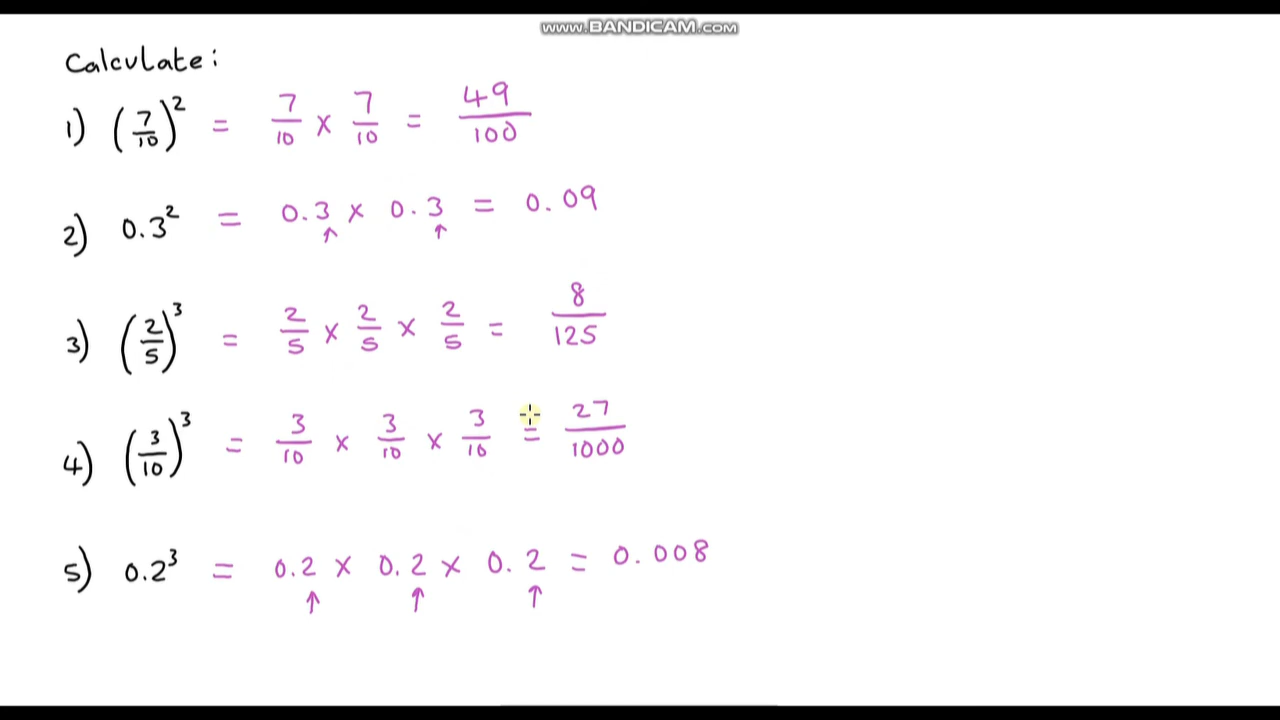 www.BANDICAM.com
Calculate:
1) (7/10)² = 7/10 × 7/10 = 49/100
2) 0.3² = 0.3 × 0.3 = 0.09
3) (2/5)³ = 2/5 × 2/5 × 2/5 = 8/125
4) (3/10)³ = 3/10 × 3/10 × 3/10 = 27/1000
5) 0.2³ = 0.2 × 0.2 × 0.2 = 0.008